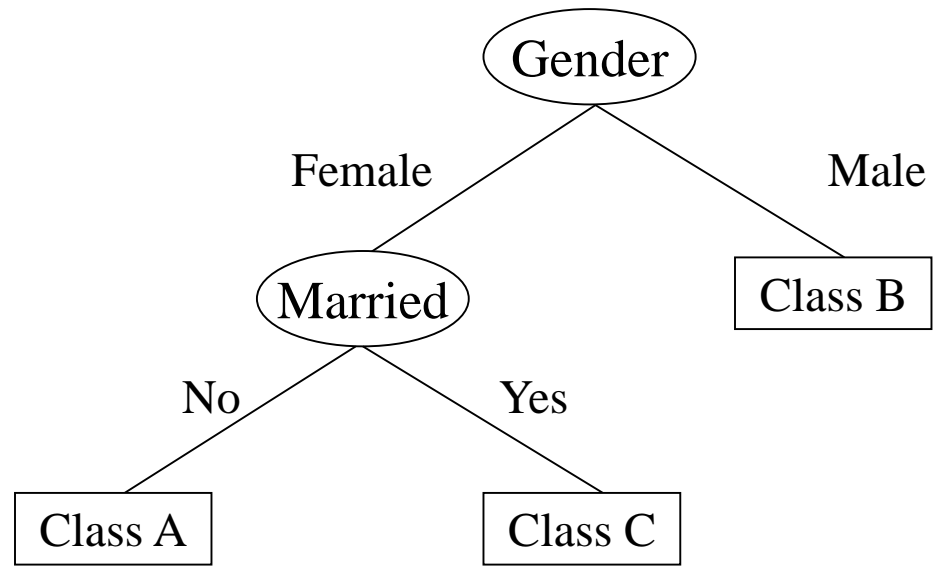 Gender
Female
Male
Married
Class B
No
Yes
Class A
Class C